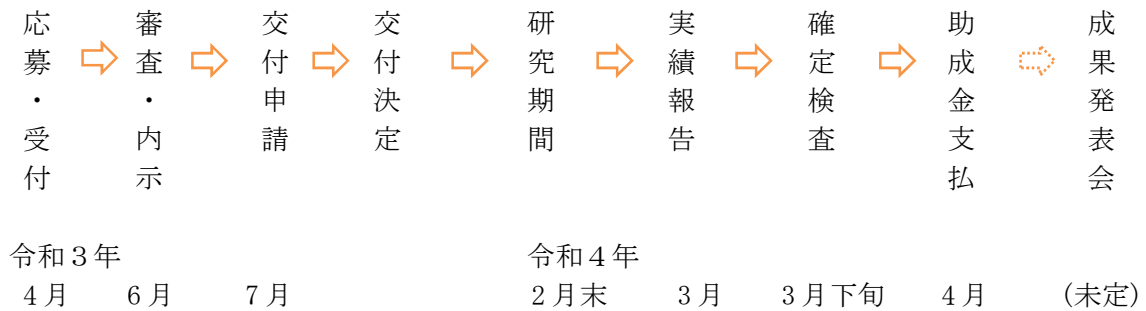 応募・受付
審査・内示
交付申請
交付決定
研究期間
実績報告
確定検査
助成金支払
成果発表会
令和３年
令和４年
4月 6月 7月 2月末 3月 3月下旬 4月 (未定)